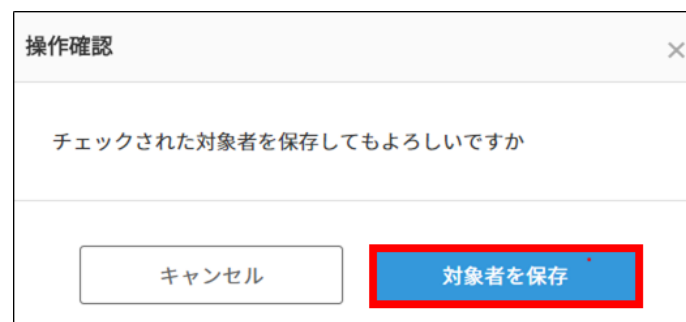 操作確認
チェックされた対象者を保存してもよろしいですか
キャンセル
対象者を保存